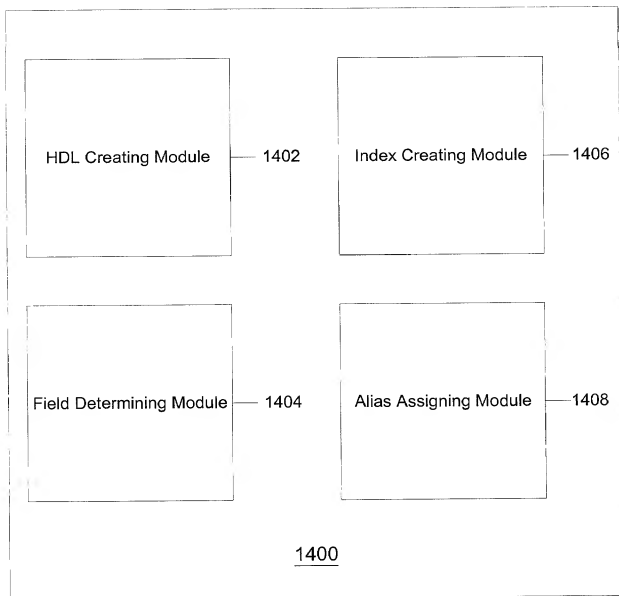 HDL Creating Module 1402
Index Creating Module 1406
Field Determining Module 1404
Alias Assigning Module 1408
1400